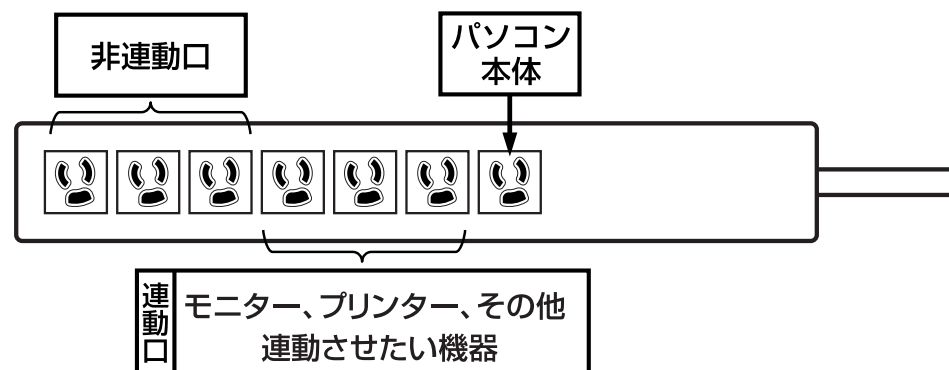 非連動口
パソコン
本体
連動口
モニター、プリンター、その他
連動させたい機器